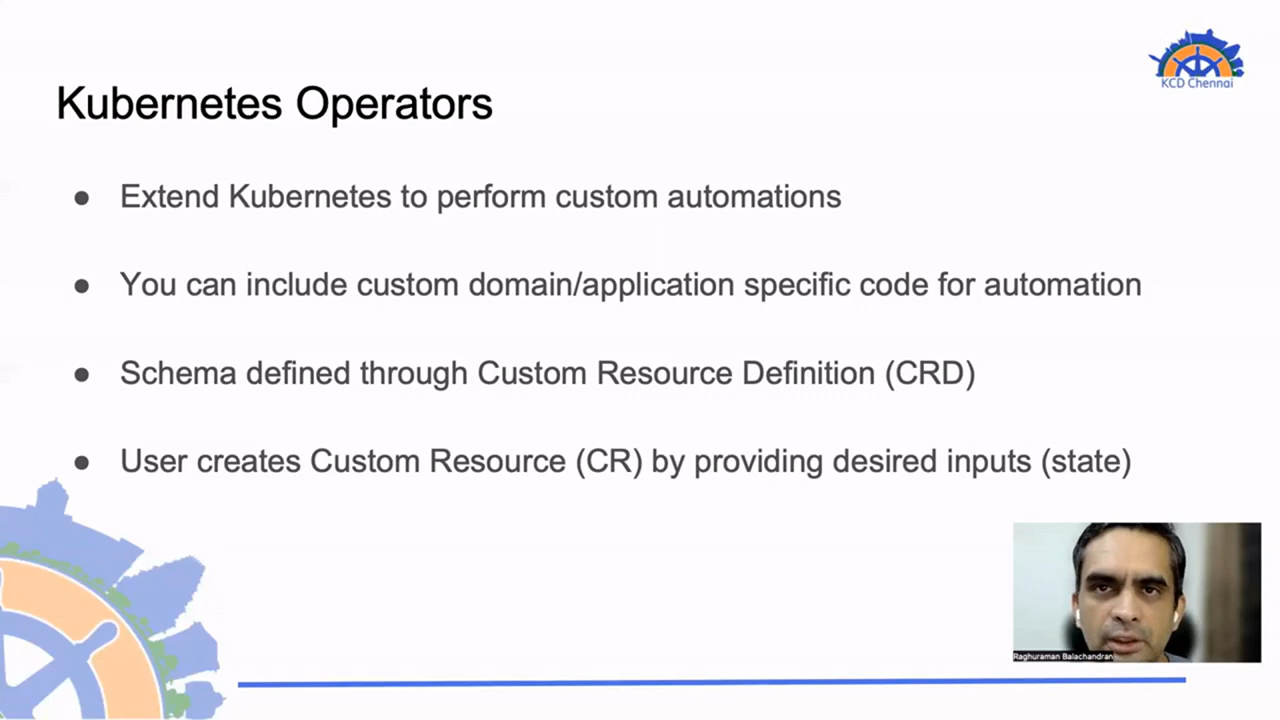 KCD Chennai
Kubernetes Operators
● Extend Kubernetes to perform custom automations
● You can include custom domain/application specific code for automation
● Schema defined through Custom Resource Definition (CRD)
● User creates Custom Resource (CR) by providing desired inputs (state)
Raghuraman Balachandran